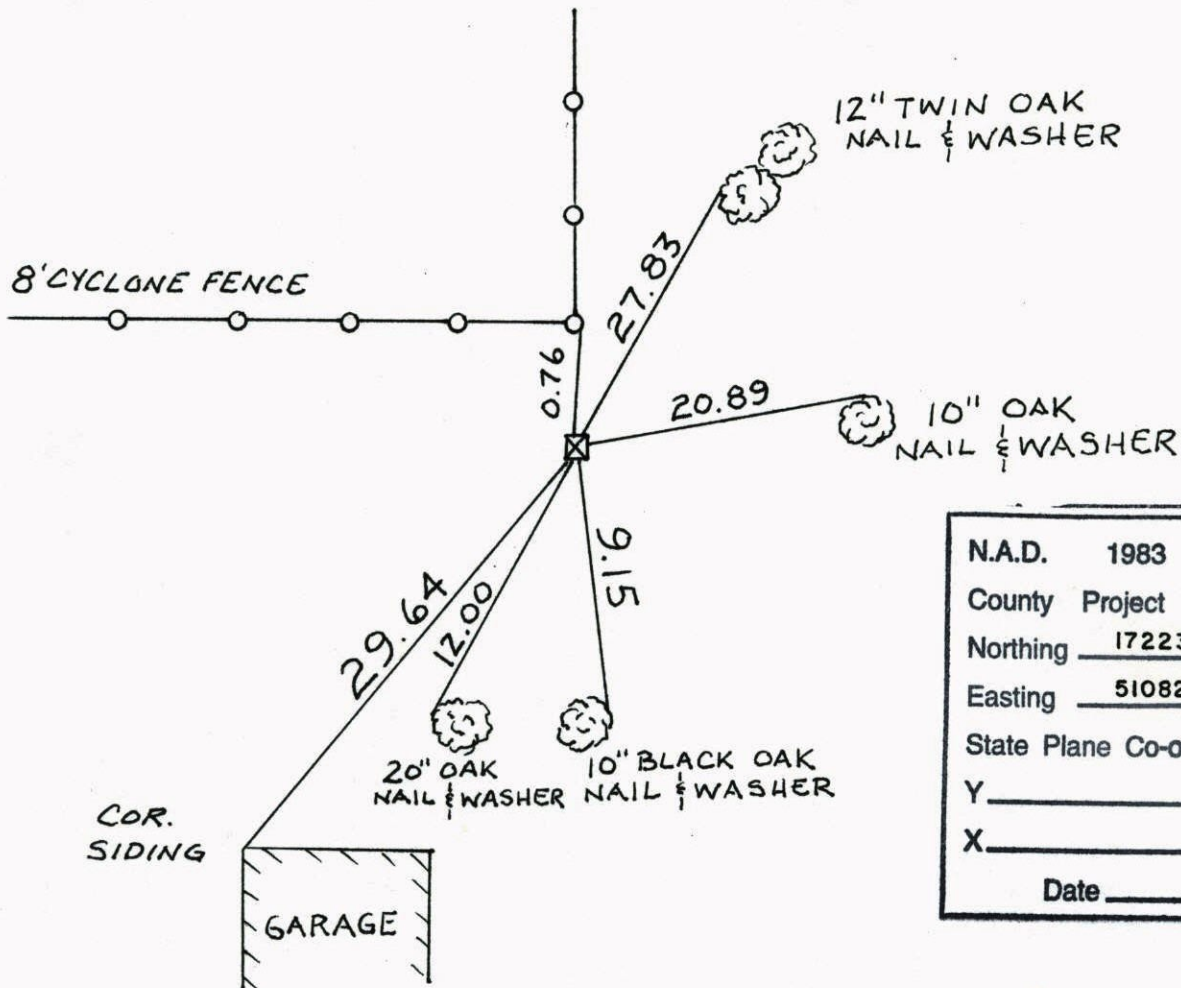 12" TWIN OAK
NAIL & WASHER
8' CYCLONE FENCE
27.83
0.76
20.89
10" OAK
NAIL & WASHER
9.15
29.64
12.00
20" OAK
NAIL & WASHER
10" BLACK OAK
NAIL & WASHER
COR.
SIDING
GARAGE
N.A.D. 1983
County Project
Northing 17223
Easting 51082
State Plane Co-o
Y
X
Date